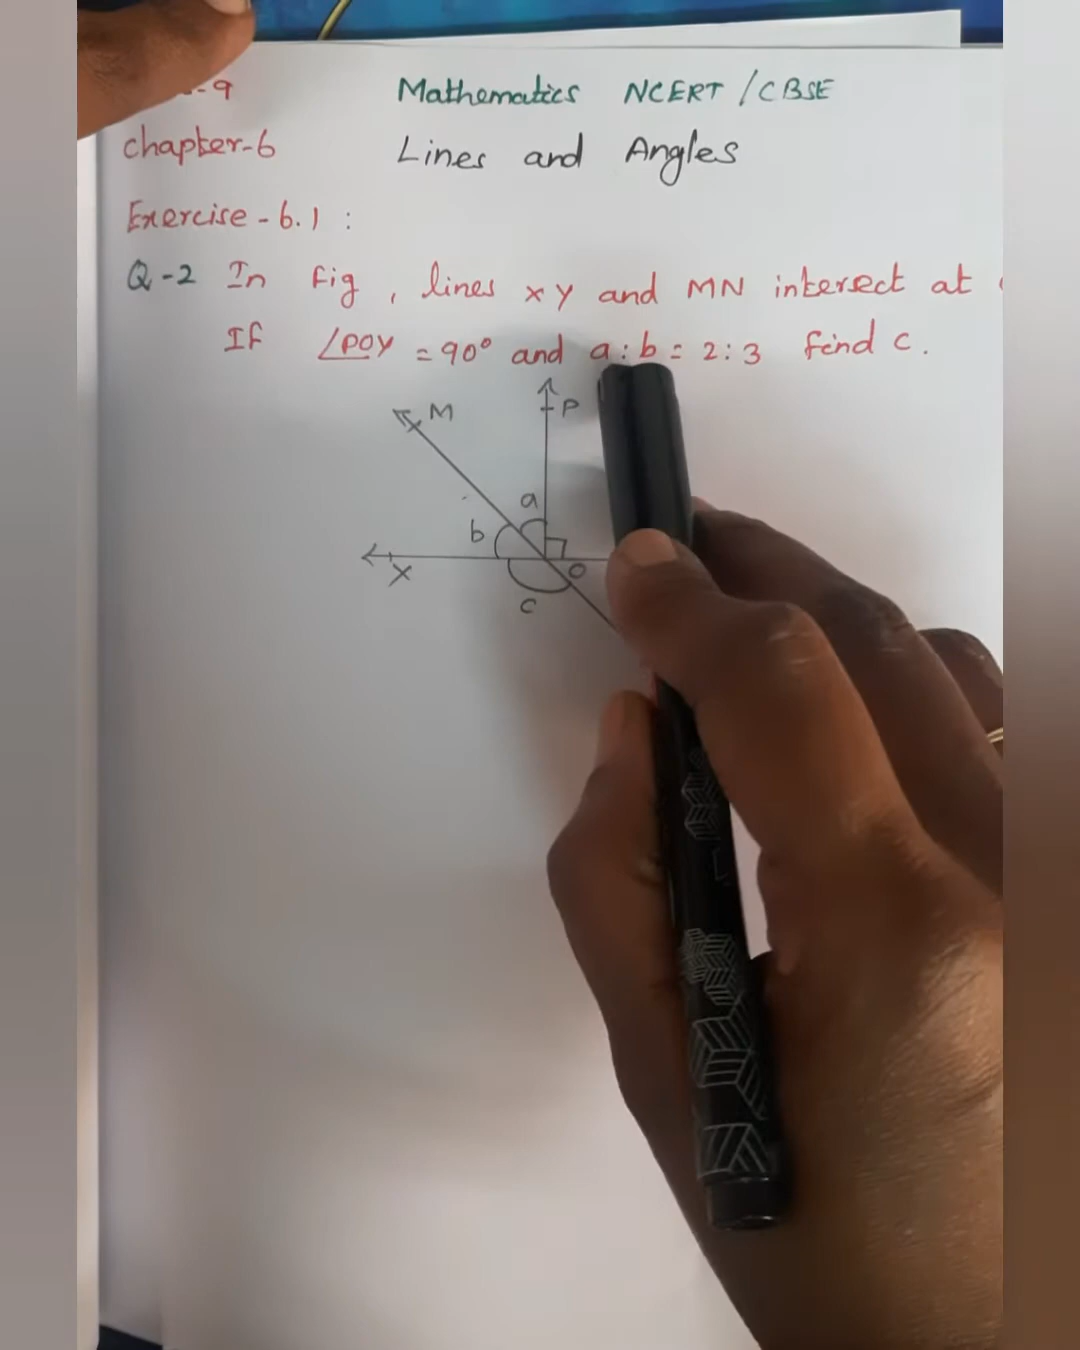 -9 Mathematics NCERT / CBSE
chapter-6 Lines and Angles
Exercise - 6.1 :
Q-2 In fig , lines xy and MN intersect at
If ∠POY = 90° and a : b = 2 : 3 find c .
M
P
a
b
X
O
c